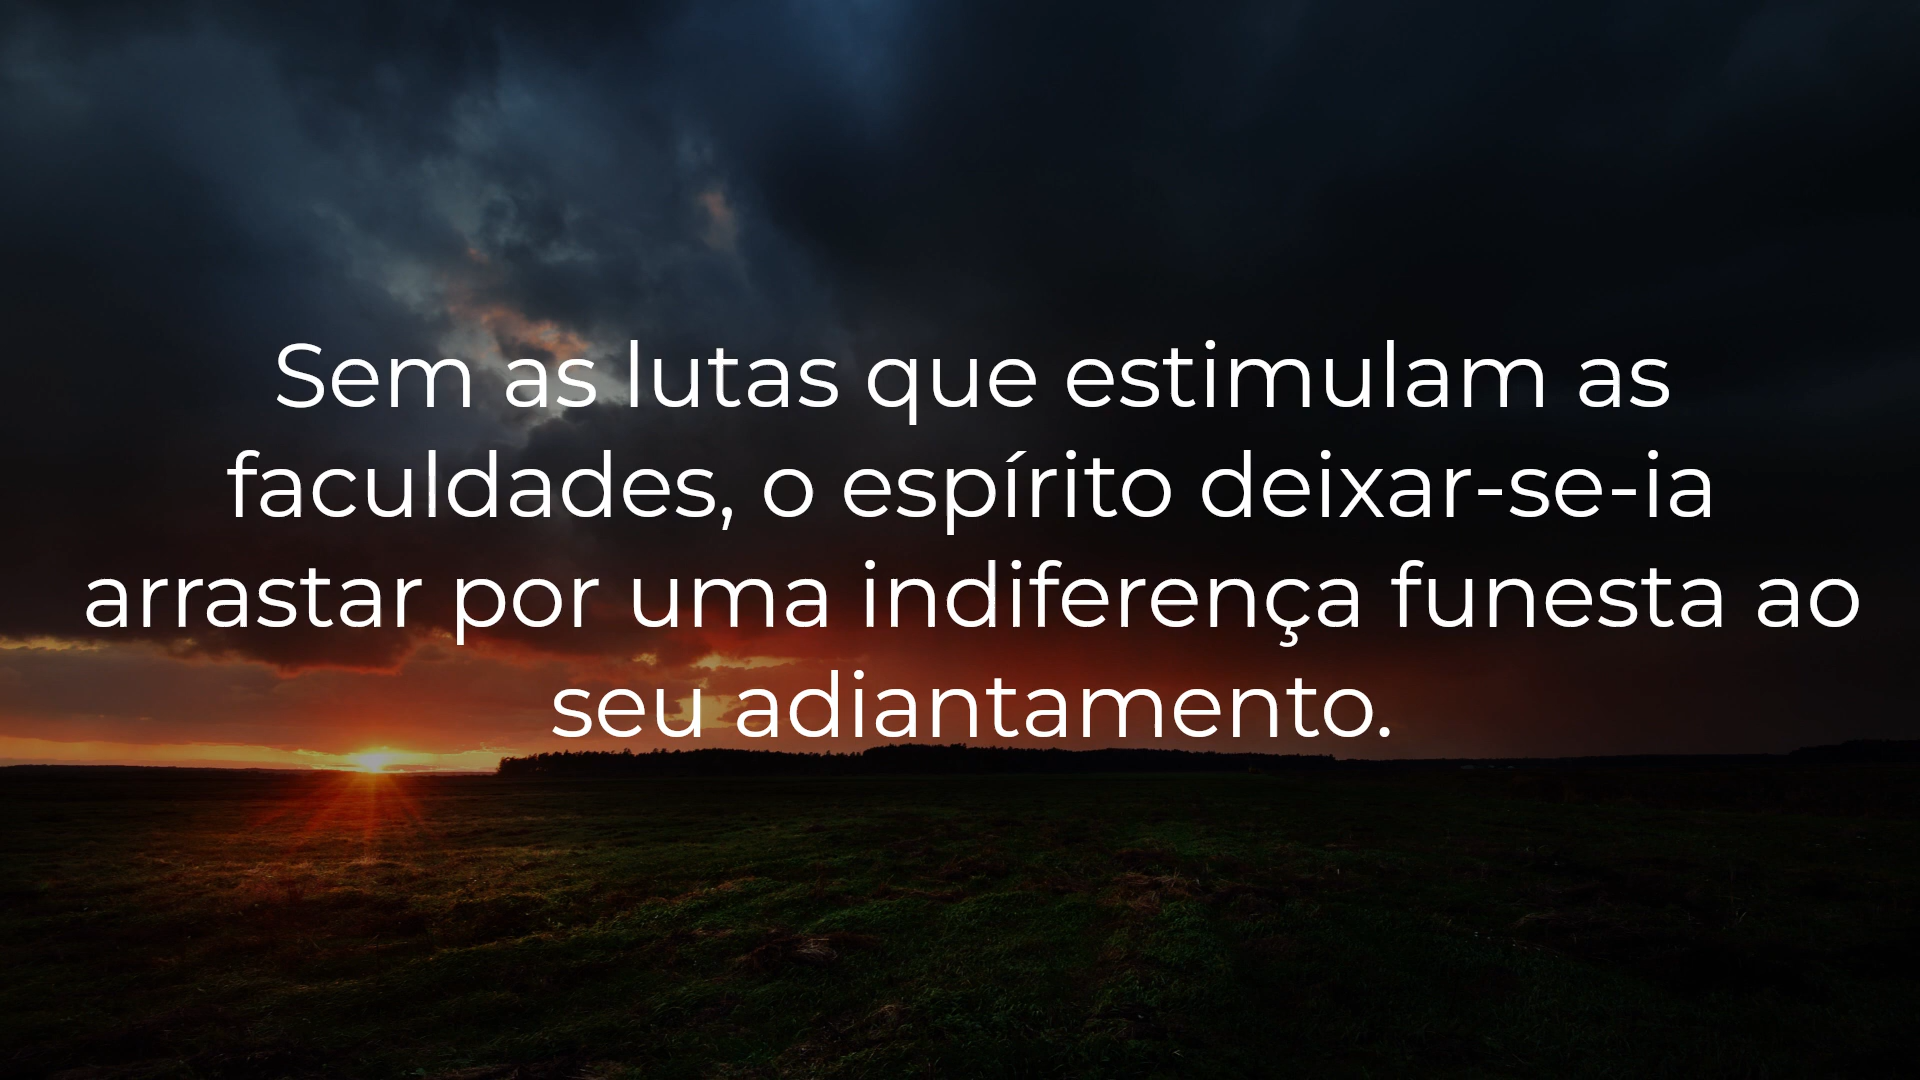 Sem as lutas que estimulam as
faculdades, o espírito deixar-se-ia
arrastar por uma indiferença funesta ao
seu adiantamento.